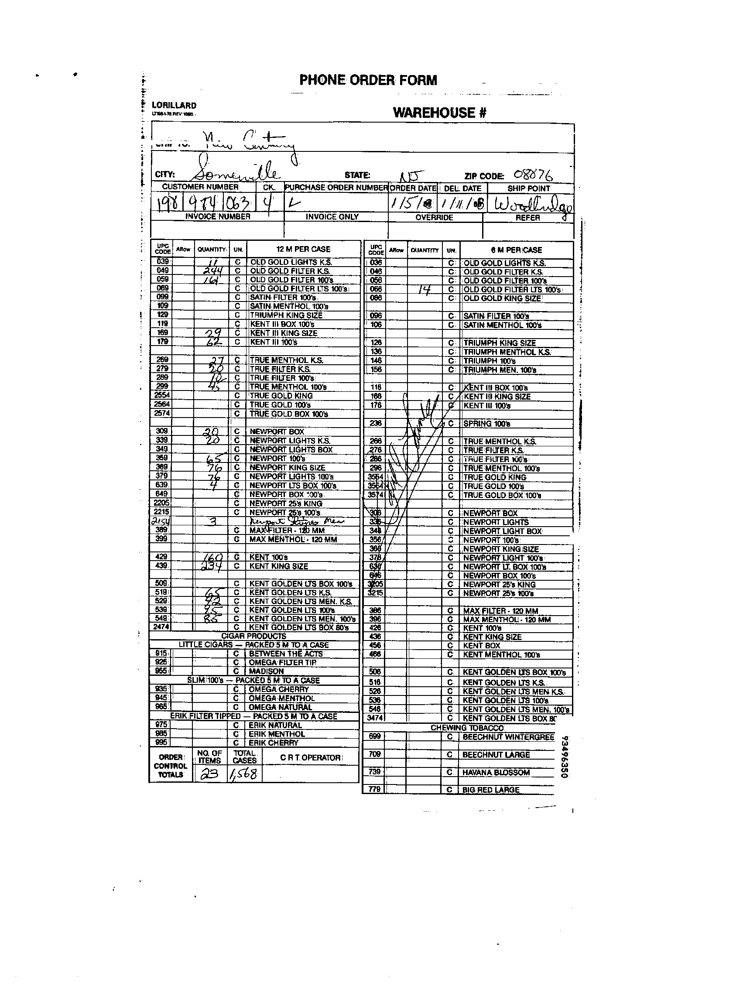 PHONE ORDER FORM
LORILLARD
WAREHOUSE #
CITY: Somerville STATE: NJ ZIP CODE: 08876
CUSTOMER NUMBER CK. PURCHASE ORDER NUMBER ORDER DATE DEL. DATE SHIP POINT
198 984 063 4 L 1/5/ 1/11/ Woodbridge
INVOICE NUMBER INVOICE ONLY OVERRIDE REFER
UPC CODE Allow QUANTITY UN. 12 M PER CASE
039 11 C OLD GOLD LIGHTS K.S.
049 244 C OLD GOLD FILTER K.S.
059 161 C OLD GOLD FILTER 100's
069 C OLD GOLD FILTER LTS 100's
099 C SATIN FILTER 100's
109 C SATIN MENTHOL 100's
129 C TRIUMPH KING SIZE
119 C KENT III BOX 100's
169 29 C KENT III KING SIZE
179 62 C KENT III 100's
269 27 C TRUE MENTHOL K.S.
279 20 C TRUE FILTER K.S.
289 C TRUE FILTER 100's
299 45 C TRUE MENTHOL 100's
2554 C TRUE GOLD KING
2564 C TRUE GOLD 100's
2574 C TRUE GOLD BOX 100's
309 20 C NEWPORT BOX
339 20 C NEWPORT LIGHTS K.S.
349 C NEWPORT LIGHTS BOX
359 65 C NEWPORT 100's
369 76 C NEWPORT KING SIZE
379 76 C NEWPORT LIGHTS 100's
639 4 C NEWPORT LTS BOX 100's
649 C NEWPORT BOX 100's
2205 C NEWPORT 25's KING
2215 C NEWPORT 25's 100's
2154 3 Newport Stripes Men
389 C MAX FILTER - 120 MM
399 C MAX MENTHOL - 120 MM
429 160 C KENT 100's
439 234 C KENT KING SIZE
509 C KENT GOLDEN LTS BOX 100's
519 65 C KENT GOLDEN LTS K.S.
529 92 C KENT GOLDEN LTS MEN. K.S.
539 C KENT GOLDEN LTS 100's
549 85 C KENT GOLDEN LTS MEN. 100's
2474 C KENT GOLDEN LTS BOX 80's
CIGAR PRODUCTS
LITTLE CIGARS — PACKED 5 M TO A CASE
915 C BETWEEN THE ACTS
925 C OMEGA FILTER TIP
955 C MADISON
SLIM 100's — PACKED 5 M TO A CASE
935 C OMEGA CHERRY
945 C OMEGA MENTHOL
965 C OMEGA NATURAL
ERIK FILTER TIPPED — PACKED 5 M TO A CASE
975 C ERIK NATURAL
985 C ERIK MENTHOL
995 C ERIK CHERRY
ORDER CONTROL TOTALS NO. OF ITEMS TOTAL CASES C R T OPERATOR:
23 1,568
UPC CODE Allow QUANTITY UN. 6 M PER CASE
036 C OLD GOLD LIGHTS K.S.
046 C OLD GOLD FILTER K.S.
056 C OLD GOLD FILTER 100's
066 14 C OLD GOLD FILTER LTS 100's
086 C OLD GOLD KING SIZE
096 C SATIN FILTER 100's
106 C SATIN MENTHOL 100's
126 C TRIUMPH KING SIZE
136 C TRIUMPH MENTHOL K.S.
146 C TRIUMPH 100's
156 C TRIUMPH MEN. 100's
116 C KENT III BOX 100's
166 C KENT III KING SIZE
176 C KENT III 100's
236 C SPRING 100's
266 C TRUE MENTHOL K.S.
276 C TRUE FILTER K.S.
286 C TRUE FILTER 100's
296 C TRUE MENTHOL 100's
3554 C TRUE GOLD KING
3564 C TRUE GOLD 100's
3574 C TRUE GOLD BOX 100's
306 C NEWPORT BOX
336 C NEWPORT LIGHTS
346 C NEWPORT LIGHT BOX
356 C NEWPORT 100's
366 C NEWPORT KING SIZE
376 C NEWPORT LIGHT 100's
636 C NEWPORT LT. BOX 100's
646 C NEWPORT BOX 100's
3205 C NEWPORT 25's KING
3215 C NEWPORT 25's 100's
386 C MAX FILTER - 120 MM
396 C MAX MENTHOL - 120 MM
426 C KENT 100's
436 C KENT KING SIZE
456 C KENT BOX
466 C KENT MENTHOL 100's
506 C KENT GOLDEN LTS BOX 100's
516 C KENT GOLDEN LTS K.S.
526 C KENT GOLDEN LTS MEN K.S.
536 C KENT GOLDEN LTS 100's
546 C KENT GOLDEN LTS MEN. 100's
3474 C KENT GOLDEN LTS BOX 8
CHEWING TOBACCO
699 C BEECHNUT WINTERGREE
709 C BEECHNUT LARGE
739 C HAVANA BLOSSOM
779 C BIG RED LARGE
93496350